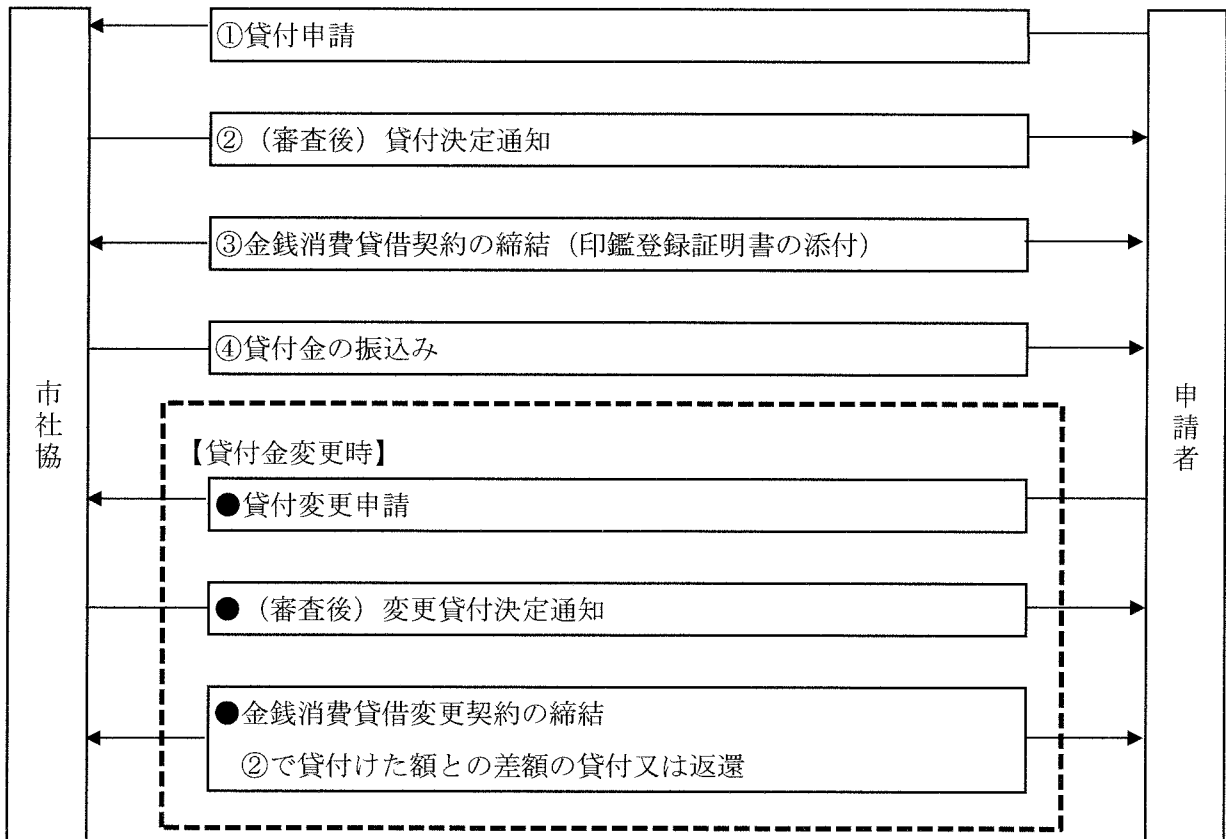 ①貸付申請
②（審査後）貸付決定通知
③金銭消費貸借契約の締結（印鑑登録証明書の添付）
④貸付金の振込み
市社協
申請者
【貸付金変更時】
●貸付変更申請
●（審査後）変更貸付決定通知
●金銭消費貸借変更契約の締結
②で貸付けた額との差額の貸付又は返還